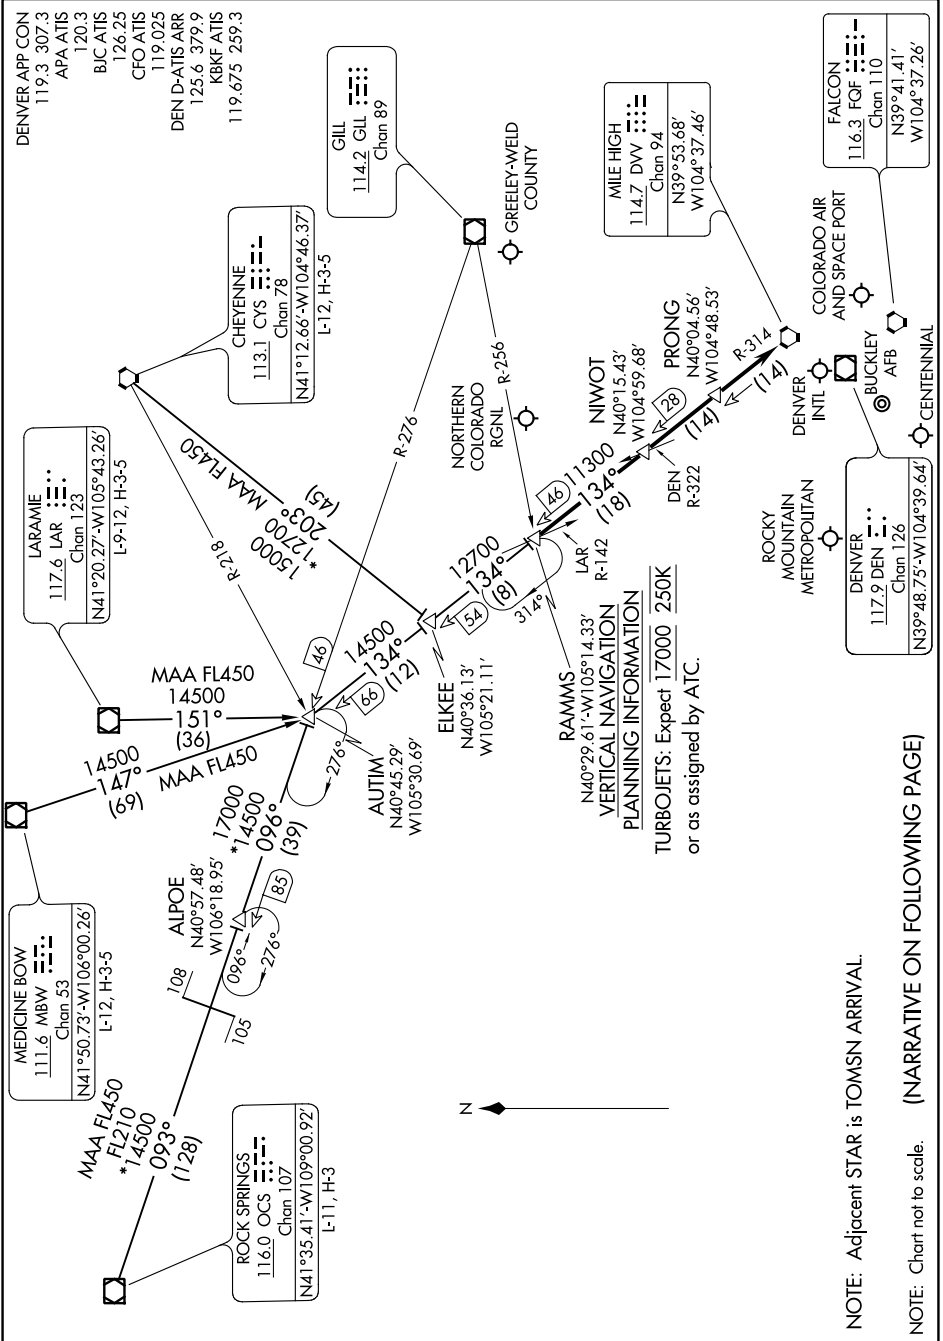 DENVER APP CON
119.3 307.3
APA ATIS
120.3
BJC ATIS
126.25
CFO ATIS
119.025
DEN D-ATIS ARR
125.6 379.9
KBKF ATIS
119.675 259.3
GILL
114.2 GLL
Chan 89
CHEYENNE
113.1 CYS
Chan 78
N41°12.66'-W104°46.37'
L-12, H-3-5
LARAMIE
117.6 LAR
Chan 123
N41°20.27'-W105°43.26'
L-9-12, H-3-5
MEDICINE BOW
111.6 MBW
Chan 53
N41°50.73'-W106°00.26'
L-12, H-3-5
ROCK SPRINGS
116.0 OCS
Chan 107
N41°35.41'-W109°00.92'
L-11, H-3
MAA FL450
FL210
*14500
093°
(128)
108
105
ALPOE
N40°57.48'
W106°18.95'
096°
276°
85
17000
*14500
096°
(39)
14500
147°
(69)
MAA FL450
MAA FL450
14500
151°
(36)
R-218
MAA FL450
15000
*12700
203°
(45)
R-276
R-256
GREELEY-WELD
COUNTY
NORTHERN
COLORADO
RGNL
46
66
276°
AUTIM
N40°45.29'
W105°30.69'
14500
134°
(12)
ELKEE
N40°36.13'
W105°21.11'
54
12700
134°
(8)
314°
RAMMS
N40°29.61'-W105°14.33'
LAR
R-142
46
11300
134°
(18)
NIWOT
N40°15.43'
W104°59.68'
DEN
R-322
28
(14)
PRONG
N40°04.56'
W104°48.53'
(14)
R-314
MILE HIGH
114.7 DVV
Chan 94
N39°53.68'
W104°37.46'
FALCON
116.3 FQF
Chan 110
N39°41.41'
W104°37.26'
COLORADO AIR
AND SPACE PORT
DENVER
INTL
BUCKLEY
AFB
CENTENNIAL
ROCKY
MOUNTAIN
METROPOLITAN
DENVER
117.9 DEN
Chan 126
N39°48.75'-W104°39.64'
VERTICAL NAVIGATION
PLANNING INFORMATION
TURBOJETS: Expect 17000 250K
or as assigned by ATC.
N
NOTE: Adjacent STAR is TOMSN ARRIVAL.
NOTE: Chart not to scale.
(NARRATIVE ON FOLLOWING PAGE)